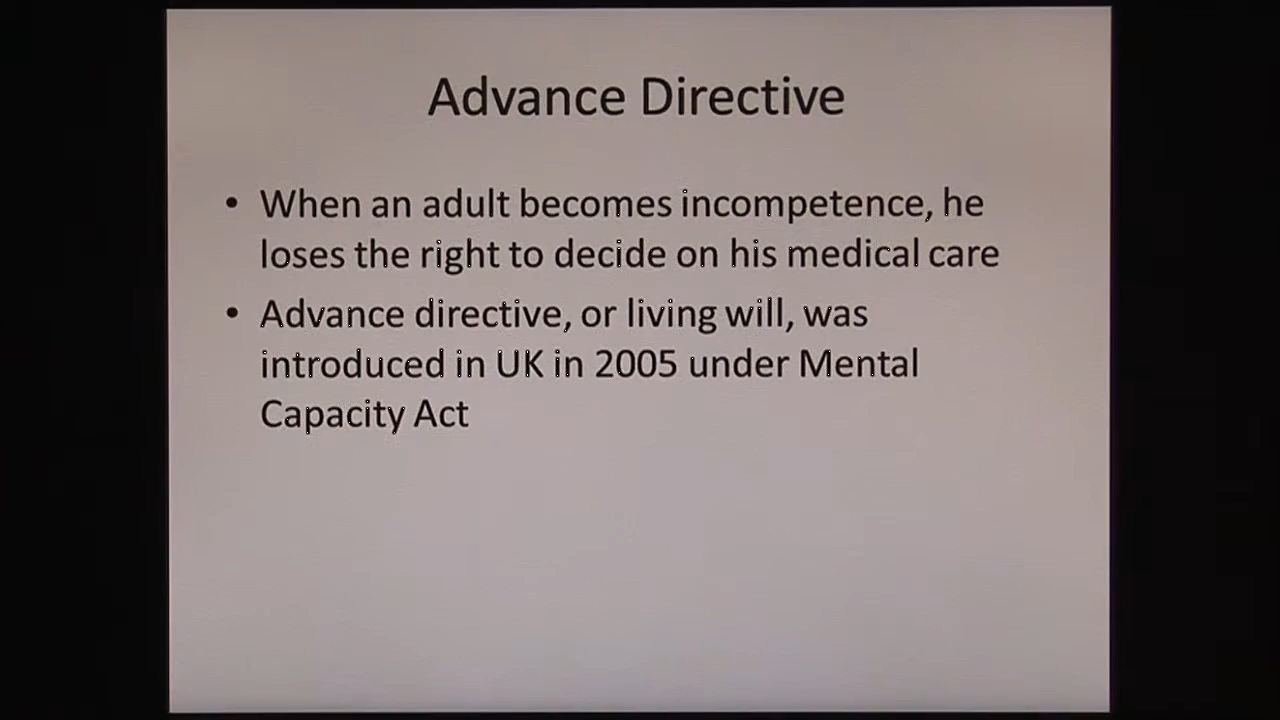 Advance Directive
• When an adult becomes incompetence, he
loses the right to decide on his medical care
• Advance directive, or living will, was
introduced in UK in 2005 under Mental
Capacity Act